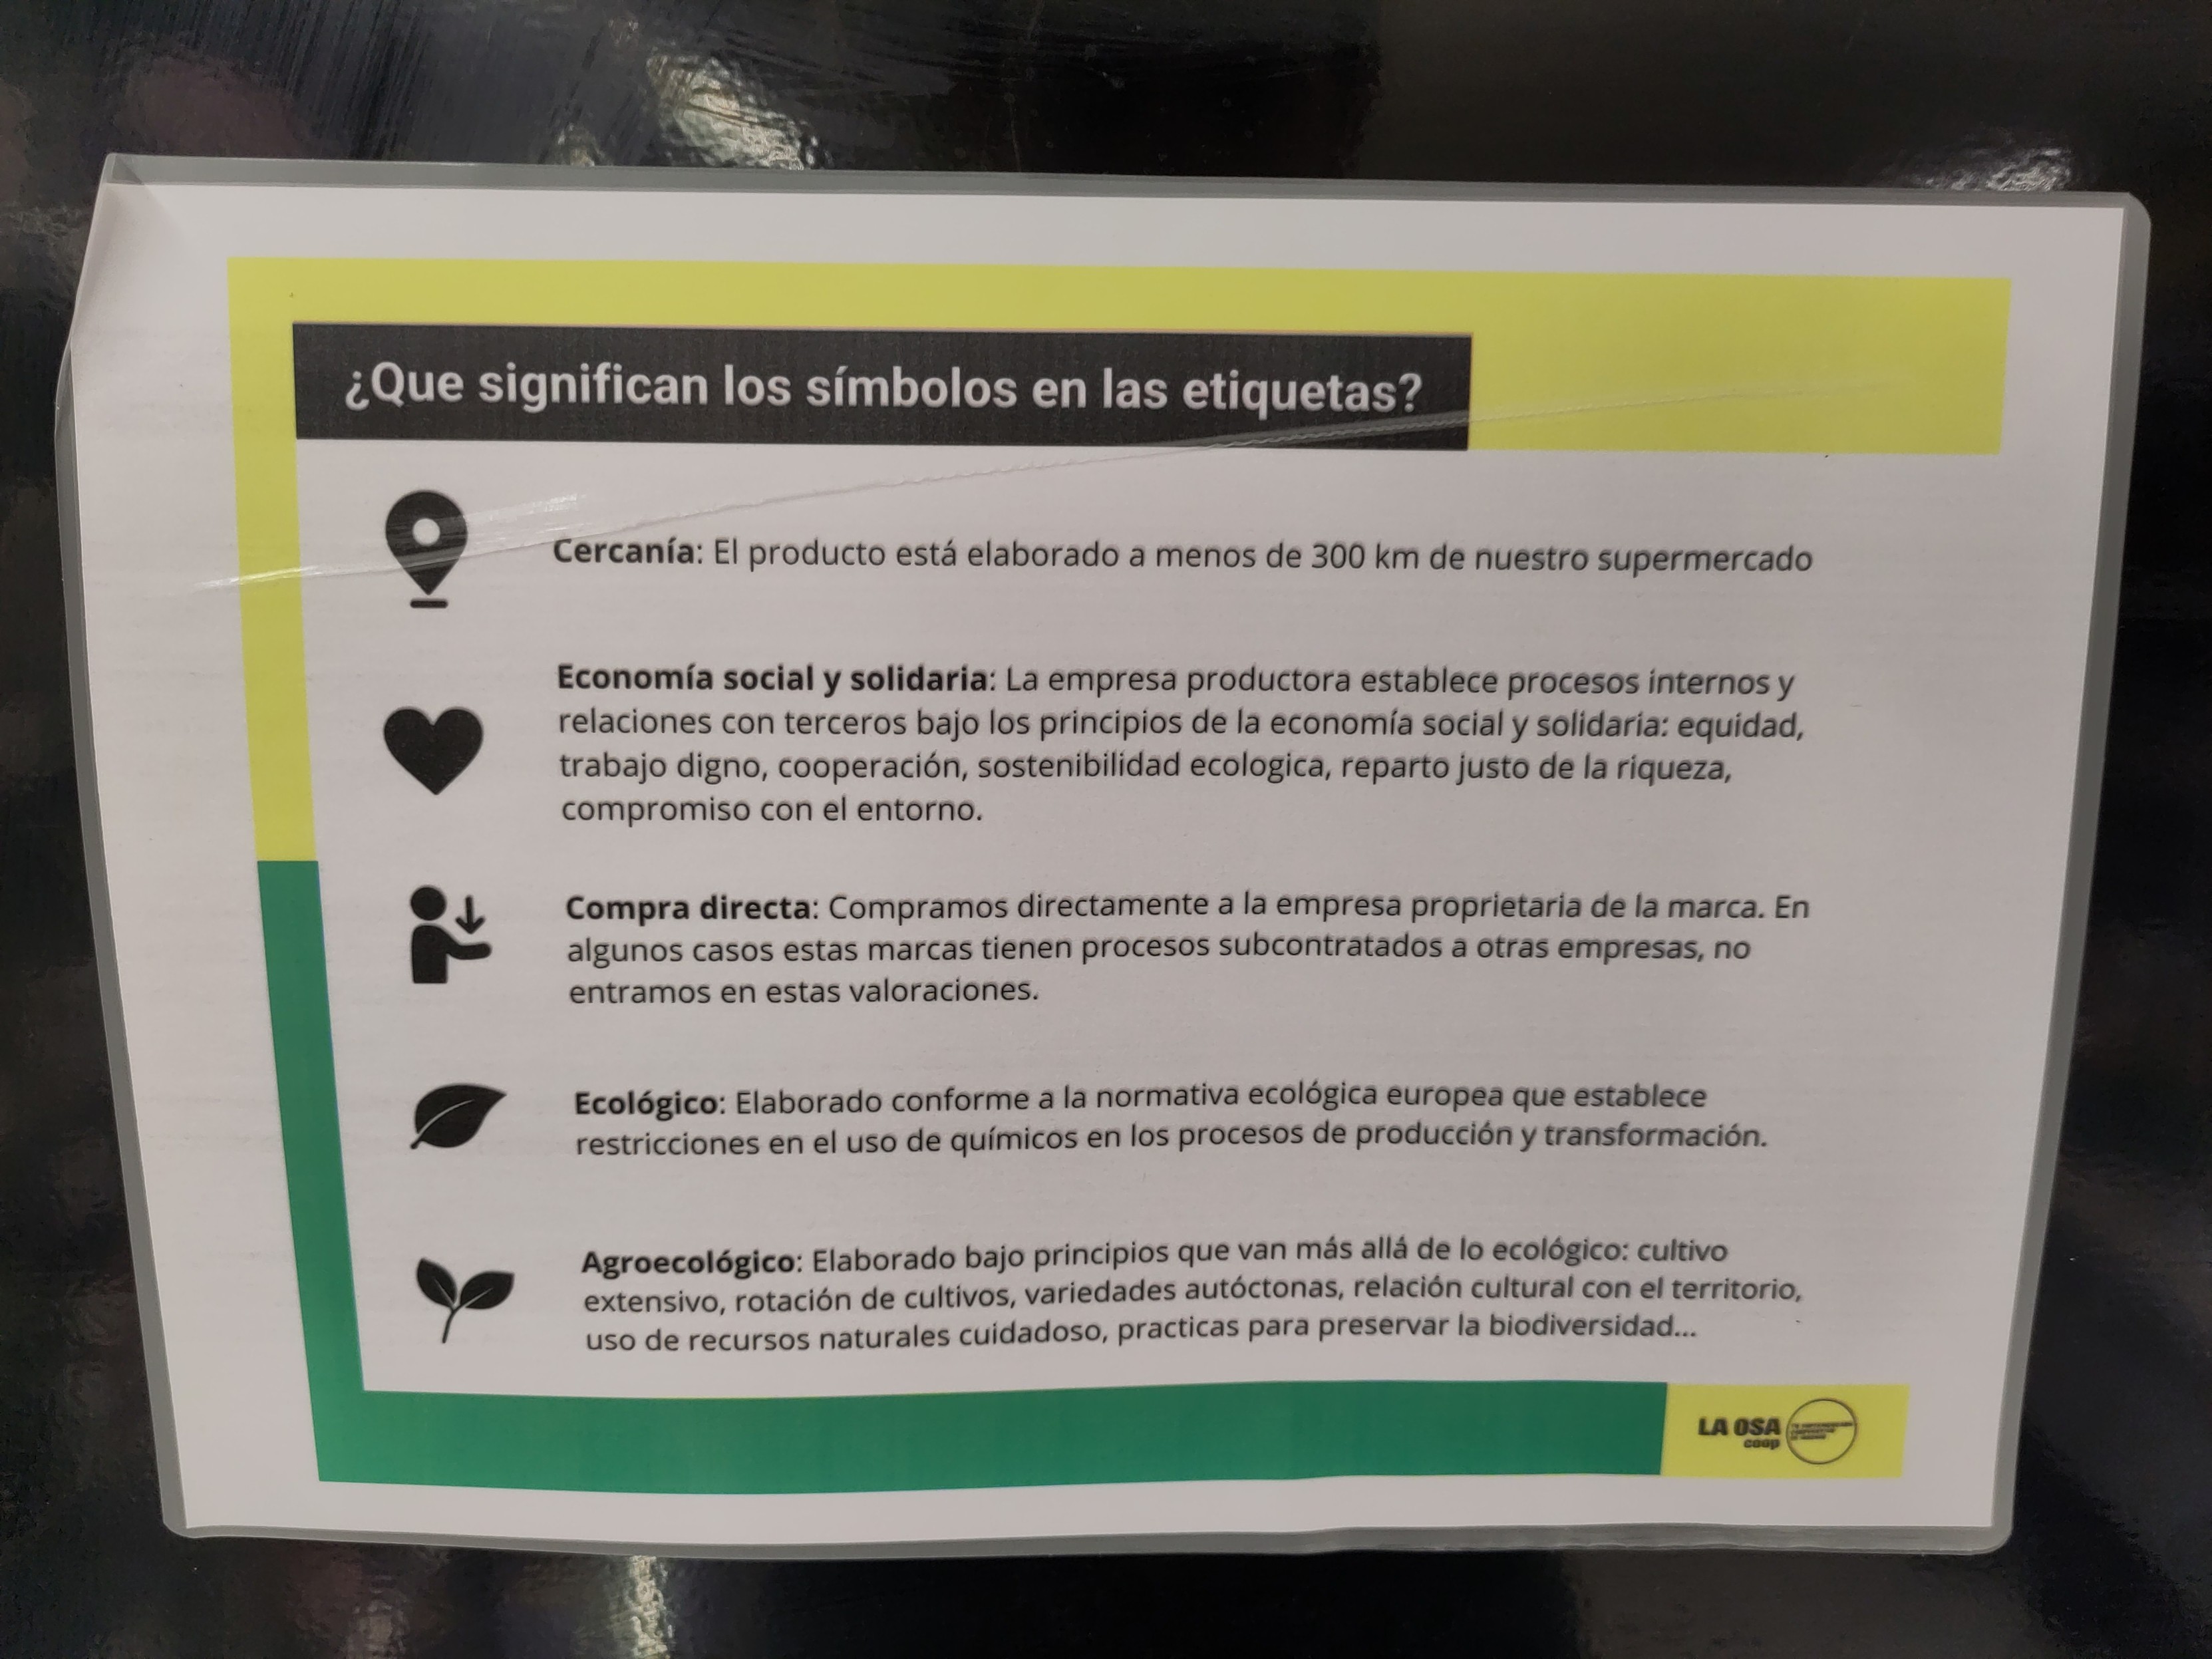 ¿Que significan los símbolos en las etiquetas?
Cercanía: El producto está elaborado a menos de 300 km de nuestro supermercado
Economía social y solidaria: La empresa productora establece procesos internos y
relaciones con terceros bajo los principios de la economía social y solidaria: equidad,
trabajo digno, cooperación, sostenibilidad ecologica, reparto justo de la riqueza,
compromiso con el entorno.
Compra directa: Compramos directamente a la empresa proprietaria de la marca. En
algunos casos estas marcas tienen procesos subcontratados a otras empresas, no
entramos en estas valoraciones.
Ecológico: Elaborado conforme a la normativa ecológica europea que establece
restricciones en el uso de químicos en los procesos de producción y transformación.
Agroecológico: Elaborado bajo principios que van más allá de lo ecológico: cultivo
extensivo, rotación de cultivos, variedades autóctonas, relación cultural con el territorio,
uso de recursos naturales cuidadoso, practicas para preservar la biodiversidad...
LA OSA
coop